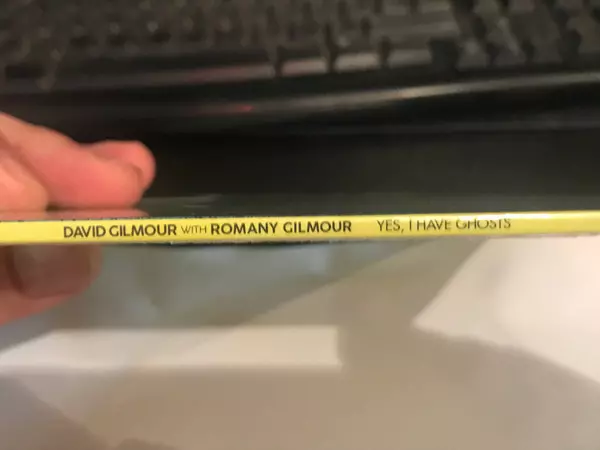 DAVID GILMOUR WITH ROMANY GILMOUR YES, I HAVE GHOSTS